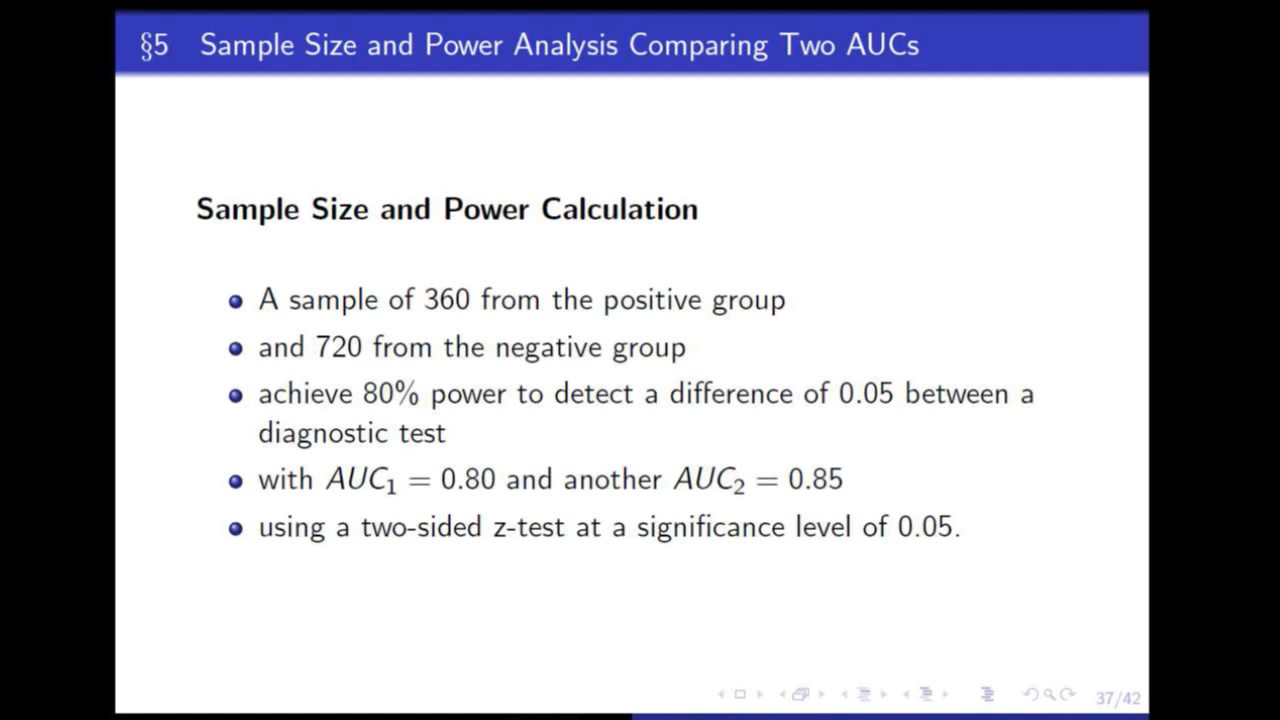 §5 Sample Size and Power Analysis Comparing Two AUCs
Sample Size and Power Calculation
A sample of 360 from the positive group
and 720 from the negative group
achieve 80% power to detect a difference of 0.05 between a
diagnostic test
with AUC₁ = 0.80 and another AUC₂ = 0.85
using a two-sided z-test at a significance level of 0.05.
37/42